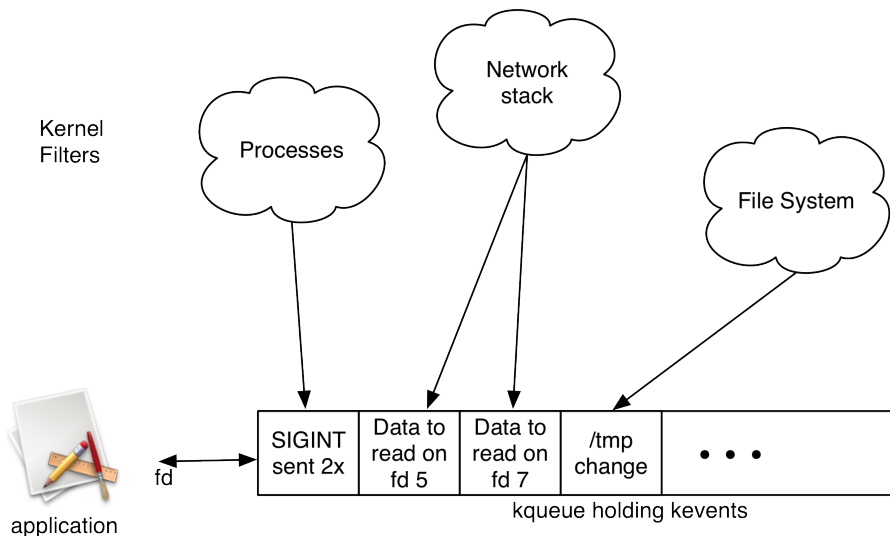 Network
stack
Kernel
Filters
Processes
File System
SIGINT
sent 2x
Data to
read on
fd 5
Data to
read on
fd 7
/tmp
change
• • •
fd
kqueue holding kevents
application